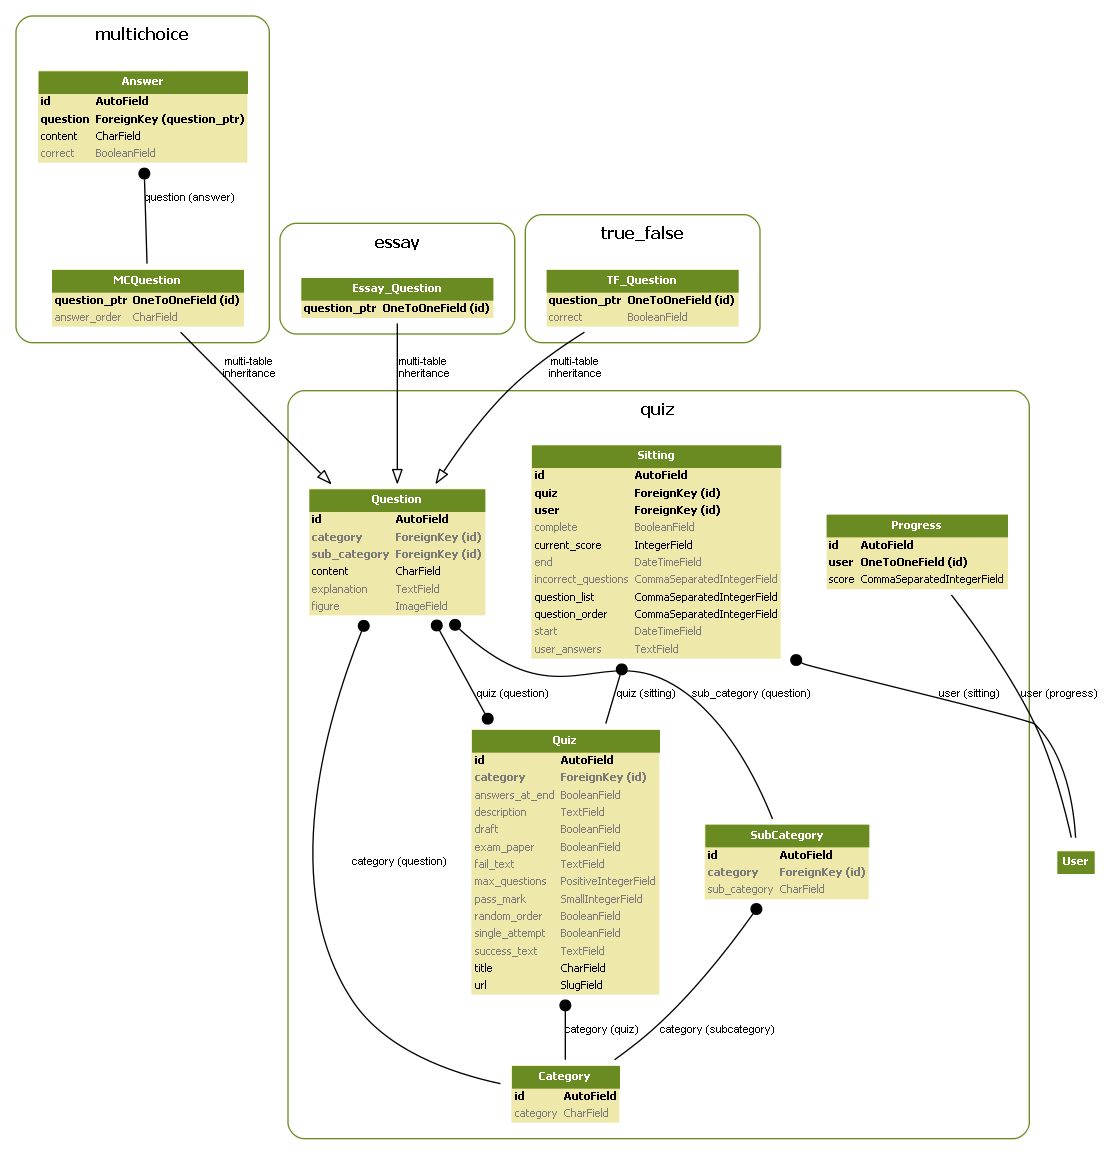 multichoice
Answer
id AutoField
question ForeignKey (question_ptr)
content CharField
correct BooleanField
question (answer)
MCQuestion
question_ptr OneToOneField (id)
answer_order CharField
essay
Essay_Question
question_ptr OneToOneField (id)
true_false
TF_Question
question_ptr OneToOneField (id)
correct BooleanField
multi-table
inheritance
multi-table
inheritance
multi-table
inheritance
quiz
Question
id AutoField
category ForeignKey (id)
sub_category ForeignKey (id)
content CharField
explanation TextField
figure ImageField
Sitting
id AutoField
quiz ForeignKey (id)
user ForeignKey (id)
complete BooleanField
current_score IntegerField
end DateTimeField
incorrect_questions CommaSeparatedIntegerField
question_list CommaSeparatedIntegerField
question_order CommaSeparatedIntegerField
start DateTimeField
user_answers TextField
Progress
id AutoField
user OneToOneField (id)
score CommaSeparatedIntegerField
quiz (question)
quiz (sitting)
sub_category (question)
user (sitting)
user (progress)
Quiz
id AutoField
category ForeignKey (id)
answers_at_end BooleanField
description TextField
draft BooleanField
exam_paper BooleanField
fail_text TextField
max_questions PositiveIntegerField
pass_mark SmallIntegerField
random_order BooleanField
single_attempt BooleanField
success_text TextField
title CharField
url SlugField
SubCategory
id AutoField
category ForeignKey (id)
sub_category CharField
User
category (question)
category (quiz)
category (subcategory)
Category
id AutoField
category CharField